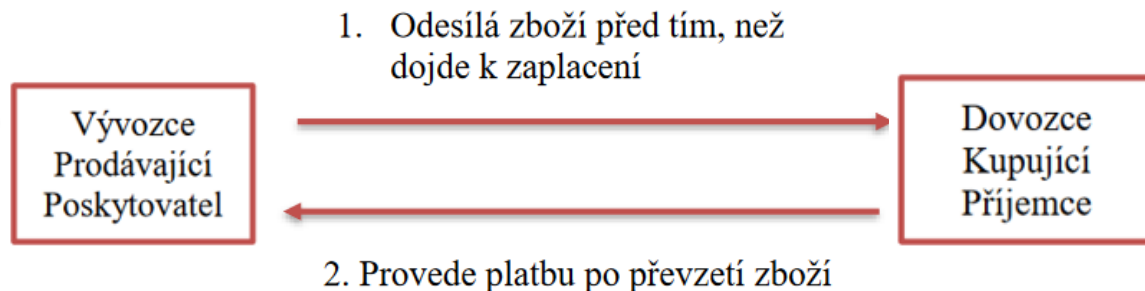 1. Odesílá zboží před tím, než
dojde k zaplacení
Vývozce
Prodávající
Poskytovatel
Dovozce
Kupující
Příjemce
2. Provede platbu po převzetí zboží